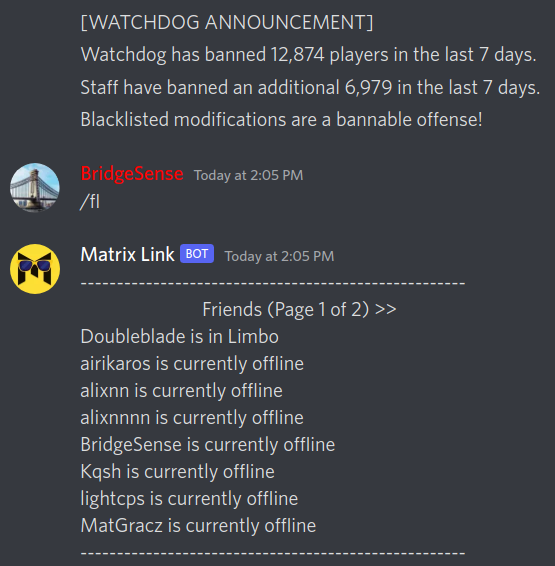 [WATCHDOG ANNOUNCEMENT]
Watchdog has banned 12,874 players in the last 7 days.
Staff have banned an additional 6,979 in the last 7 days.
Blacklisted modifications are a bannable offense!
BridgeSense Today at 2:05 PM
/fl
Matrix Link BOT Today at 2:05 PM
-----------------------------------------------------
Friends (Page 1 of 2) >>
Doubleblade is in Limbo
airikaros is currently offline
alixnn is currently offline
alixnnnn is currently offline
BridgeSense is currently offline
Kqsh is currently offline
lightcps is currently offline
MatGracz is currently offline
-----------------------------------------------------